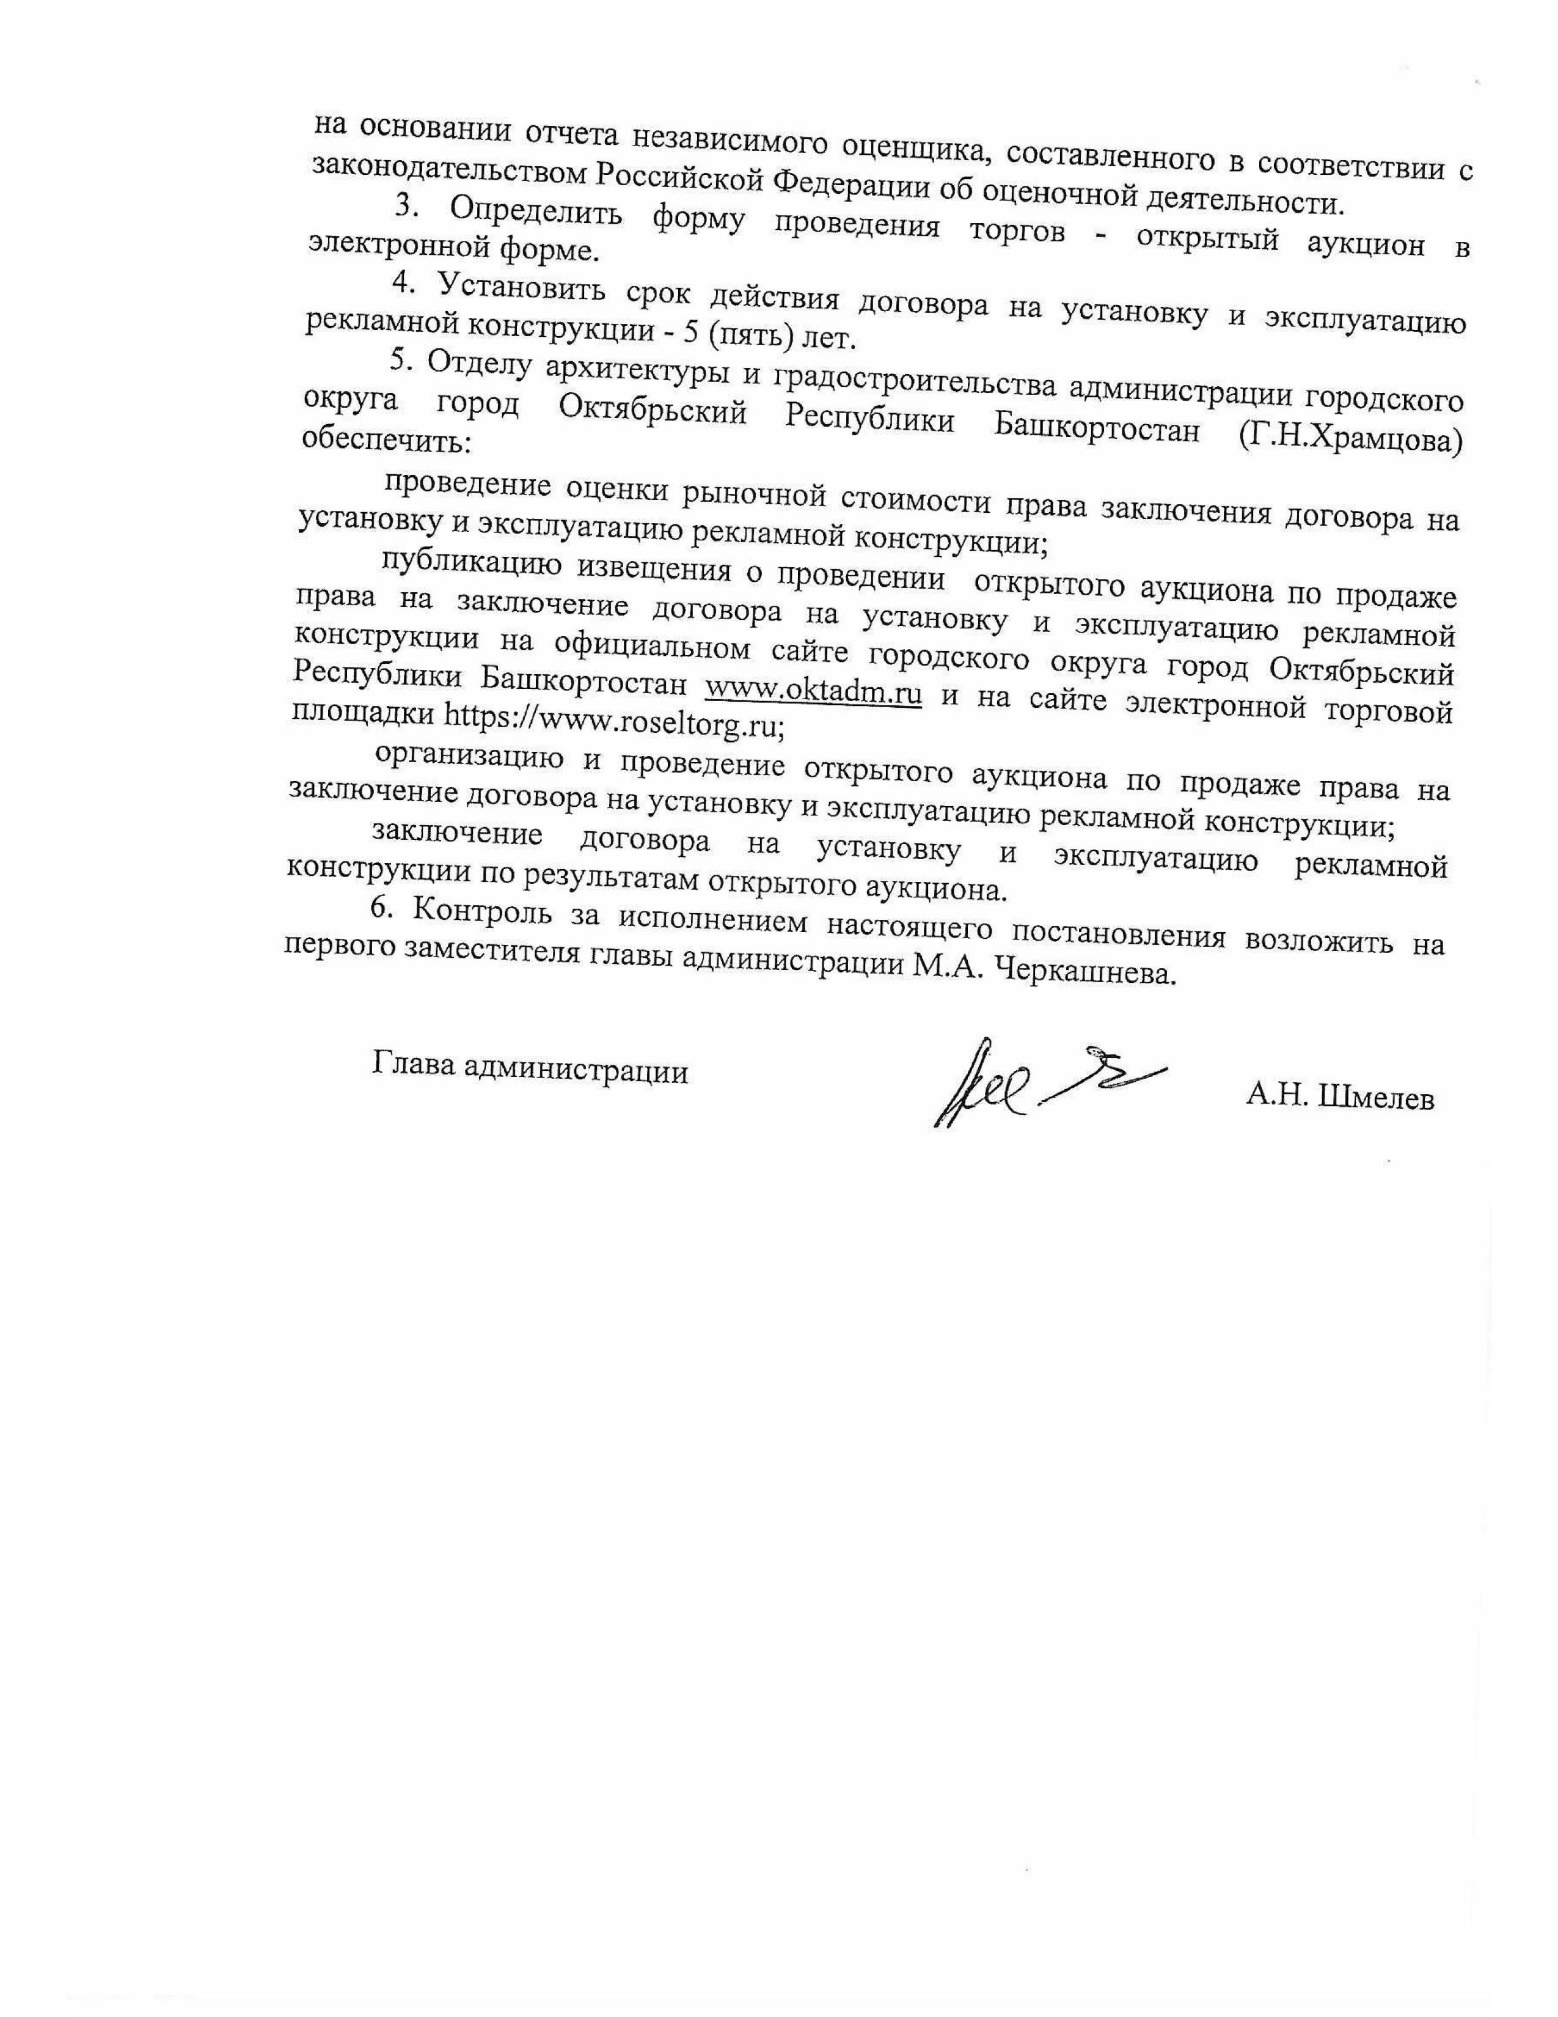 на основании отчета независимого оценщика, составленного в соответствии с
законодательством Российской Федерации об оценочной деятельности.
3. Определить форму проведения торгов - открытый аукцион в
электронной форме.
4. Установить срок действия договора на установку и эксплуатацию
рекламной конструкции - 5 (пять) лет.
5. Отделу архитектуры и градостроительства администрации городского
округа город Октябрьский Республики Башкортостан (Г.Н.Храмцова)
обеспечить:
проведение оценки рыночной стоимости права заключения договора на
установку и эксплуатацию рекламной конструкции;
публикацию извещения о проведении открытого аукциона по продаже
права на заключение договора на установку и эксплуатацию рекламной
конструкции на официальном сайте городского округа город Октябрьский
Республики Башкортостан www.oktadm.ru и на сайте электронной торговой
площадки https://www.roseltorg.ru;
организацию и проведение открытого аукциона по продаже права на
заключение договора на установку и эксплуатацию рекламной конструкции;
заключение договора на установку и эксплуатацию рекламной
конструкции по результатам открытого аукциона.
6. Контроль за исполнением настоящего постановления возложить на
первого заместителя главы администрации М.А. Черкашнева.
Глава администрации
А.Н. Шмелев